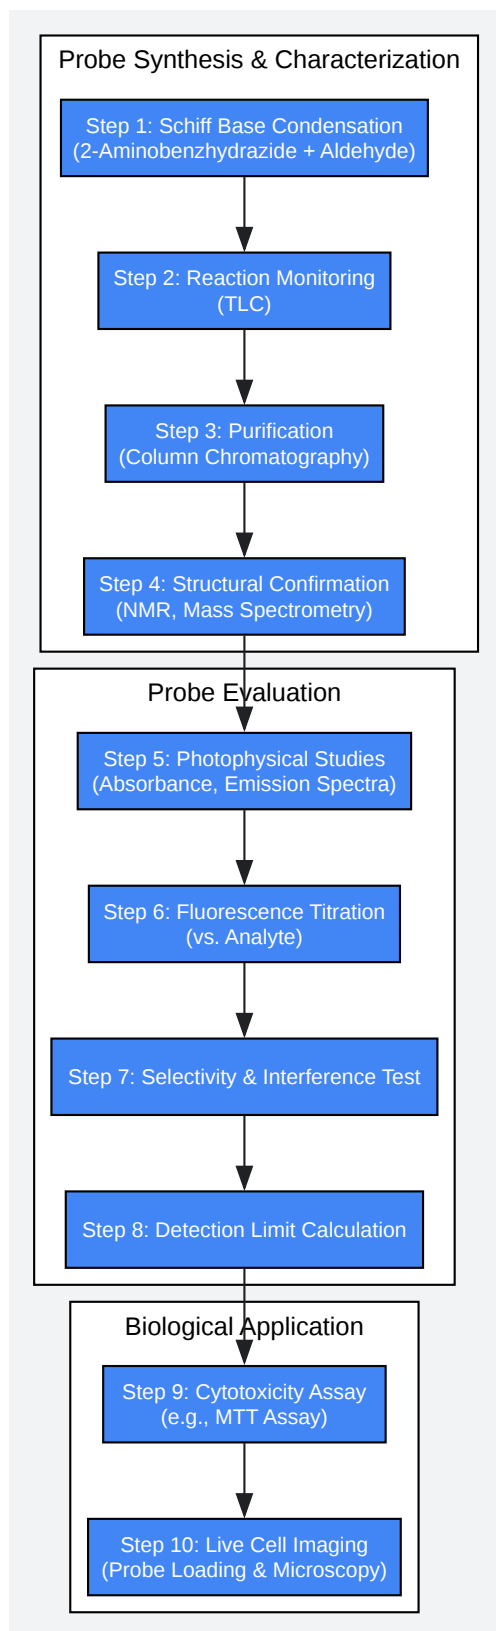 Probe Synthesis & Characterization
Step 1: Schiff Base Condensation
(2-Aminobenzhydrazide + Aldehyde)
Step 2: Reaction Monitoring
(TLC)
Step 3: Purification
(Column Chromatography)
Step 4: Structural Confirmation
(NMR, Mass Spectrometry)
Probe Evaluation
Step 5: Photophysical Studies
(Absorbance, Emission Spectra)
Step 6: Fluorescence Titration
(vs. Analyte)
Step 7: Selectivity & Interference Test
Step 8: Detection Limit Calculation
Biological Application
Step 9: Cytotoxicity Assay
(e.g., MTT Assay)
Step 10: Live Cell Imaging
(Probe Loading & Microscopy)